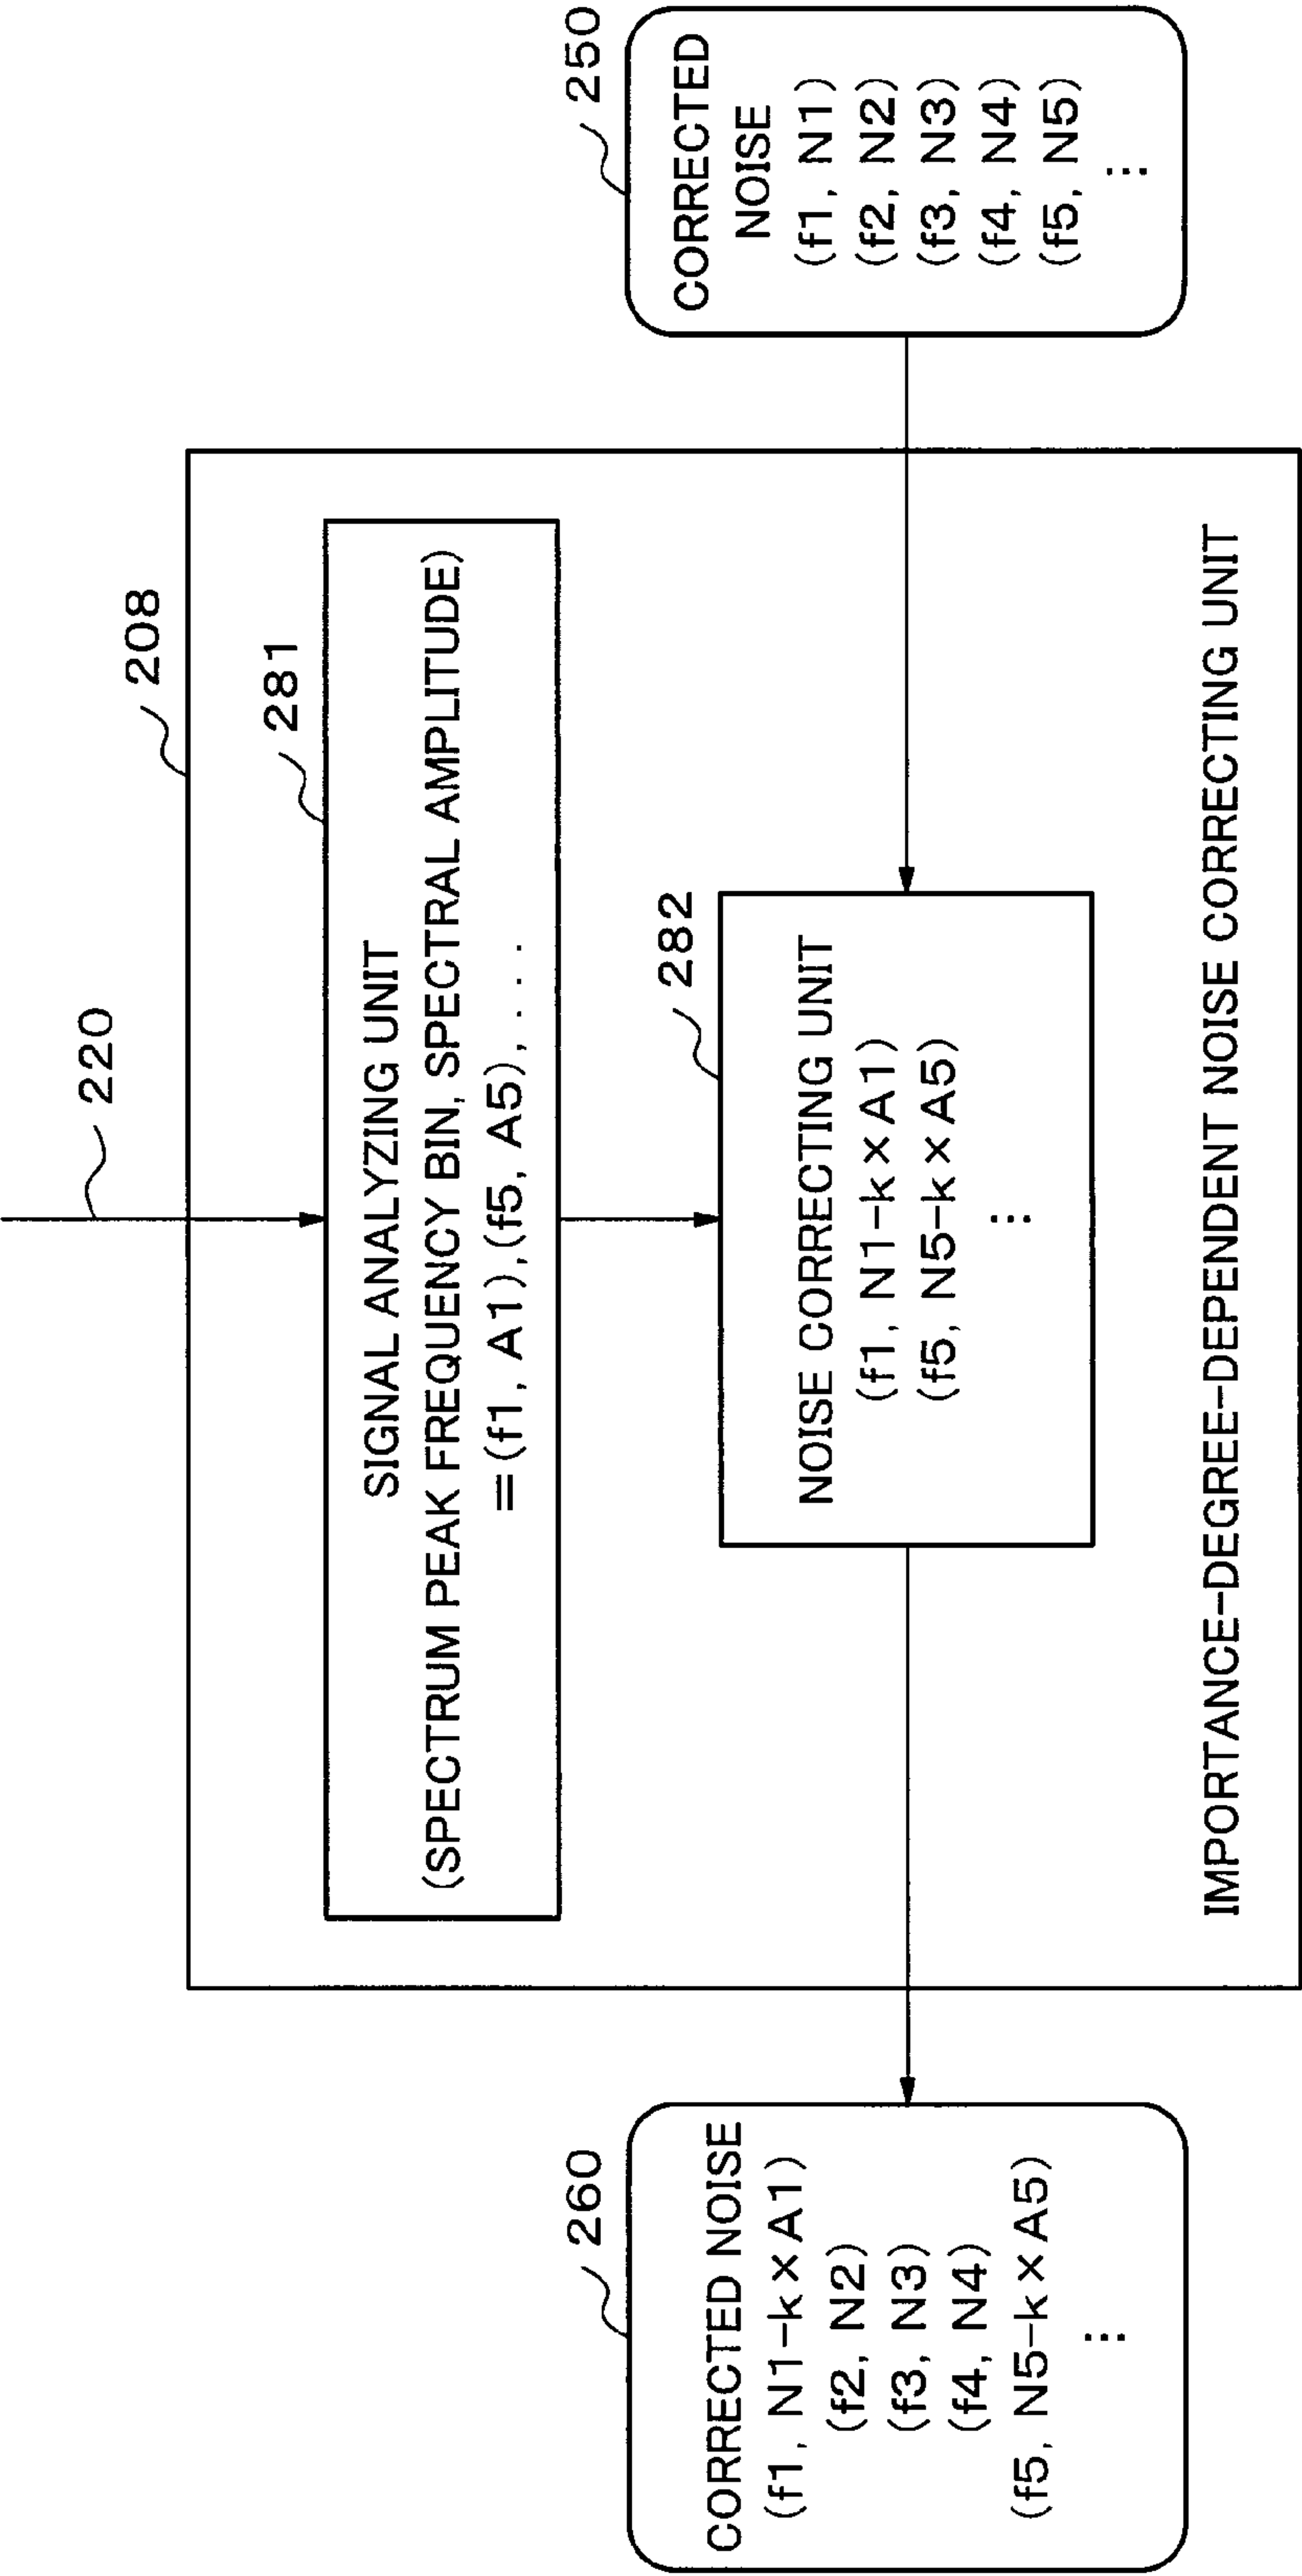 220
208
281
SIGNAL ANALYZING UNIT
(SPECTRUM PEAK FREQUENCY BIN, SPECTRAL AMPLITUDE)
=(f1, A1),(f5, A5), . . .
260
CORRECTED NOISE
(f1, N1-k×A1)
(f2, N2)
(f3, N3)
(f4, N4)
(f5, N5-k×A5)
⋮
282
NOISE CORRECTING UNIT
(f1, N1-k×A1)
(f5, N5-k×A5)
⋮
250
CORRECTED
NOISE
(f1, N1)
(f2, N2)
(f3, N3)
(f4, N4)
(f5, N5)
⋮
IMPORTANCE-DEGREE-DEPENDENT NOISE CORRECTING UNIT